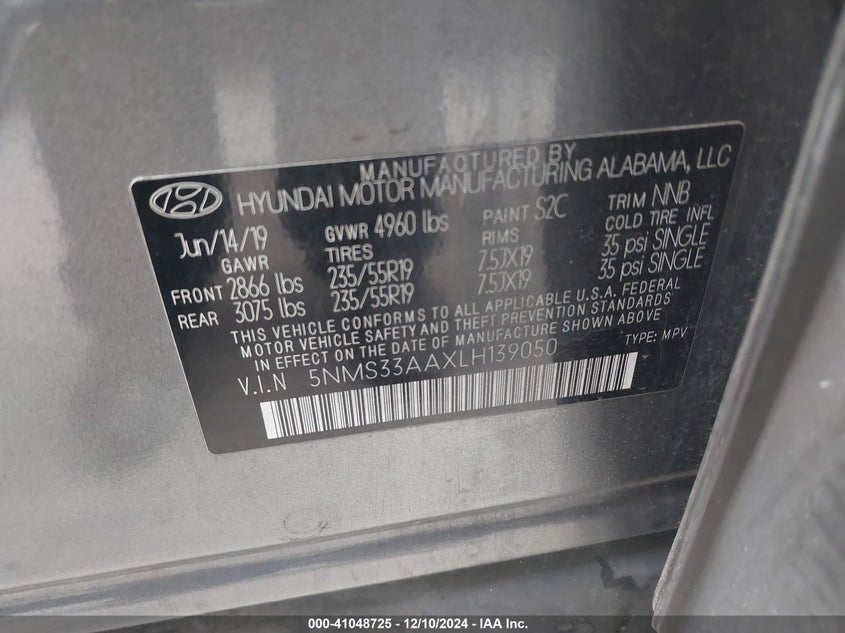 MANUFACTURED BY
HYUNDAI MOTOR MANUFACTURING ALABAMA, LLC
Jun/14/19 GVWR 4960 lbs PAINT S2C TRIM NNB
GAWR TIRES RIMS COLD TIRE INFL
FRONT 2866 lbs 235/55R19 7.5JX19 35 psi SINGLE
REAR 3075 lbs 235/55R19 7.5JX19 35 psi SINGLE
THIS VEHICLE CONFORMS TO ALL APPLICABLE U.S.A. FEDERAL
MOTOR VEHICLE SAFETY AND THEFT PREVENTION STANDARDS
IN EFFECT ON THE DATE OF MANUFACTURE SHOWN ABOVE
V.I.N 5NMS33AAXLH139050 TYPE: MPV
000-41048725 - 12/10/2024 - IAA Inc.